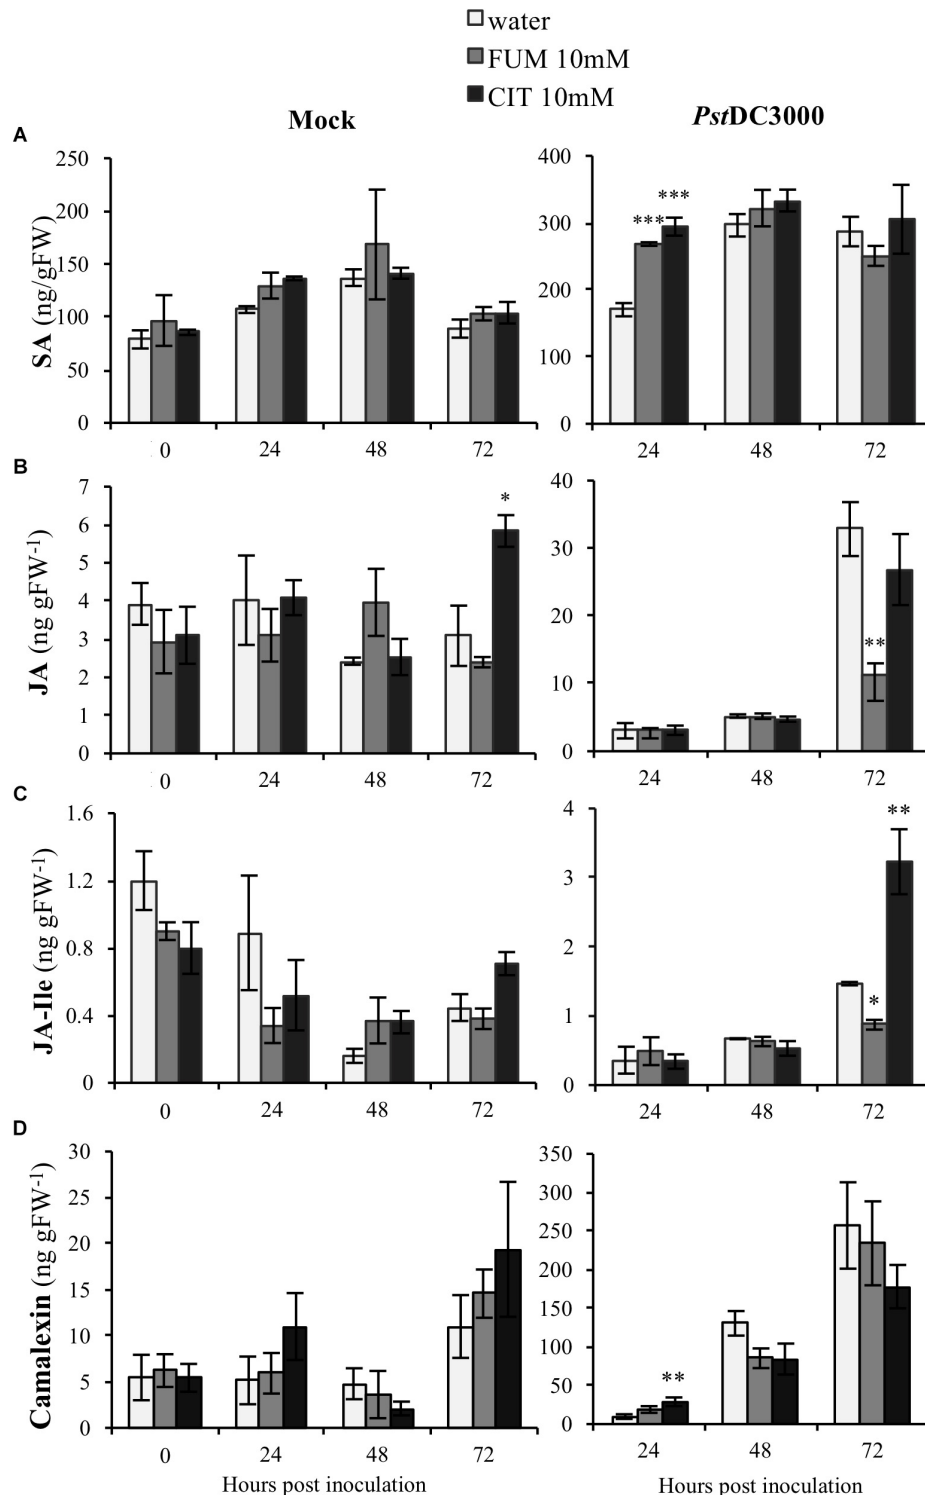 water
FUM 10mM
CIT 10mM
Mock
PstDC3000
A
SA (ng/gFW)
250
200
150
100
50
0
0 24 48 72
400
300
200
100
0
24 48 72
***
***
B
JA (ng gFW-1)
7
6
5
4
3
2
1
0
0 24 48 72
*
40
30
20
10
0
24 48 72
**
C
JA-Ile (ng gFW-1)
1.6
1.2
0.8
0.4
0
0 24 48 72
4
3
2
1
0
24 48 72
*
**
D
Camalexin (ng gFW-1)
30
25
20
15
10
5
0
0 24 48 72
Hours post inoculation
350
300
250
200
150
100
50
0
24 48 72
**
Hours post inoculation